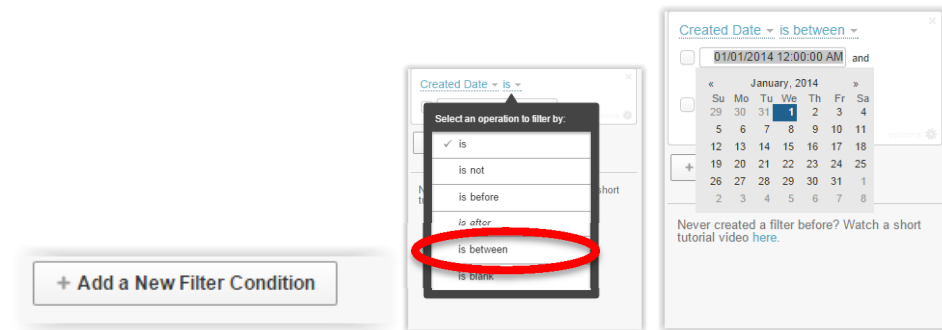 + Add a New Filter Condition
Created Date is
Select an operation to filter by:
✓ is
is not
is before
is after
is between
is blank
short
Created Date is between
01/01/2014 12:00:00 AM and
« January, 2014 »
Su Mo Tu We Th Fr Sa
29 30 31 1 2 3 4
5 6 7 8 9 10 11
12 13 14 15 16 17 18
19 20 21 22 23 24 25
26 27 28 29 30 31 1
2 3 4 5 6 7 8
+
Never created a filter before? Watch a short
tutorial video here.